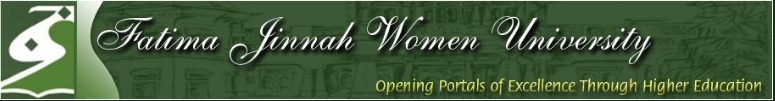 Fatima Jinnah Women University
Opening Portals of Excellence Through Higher Education